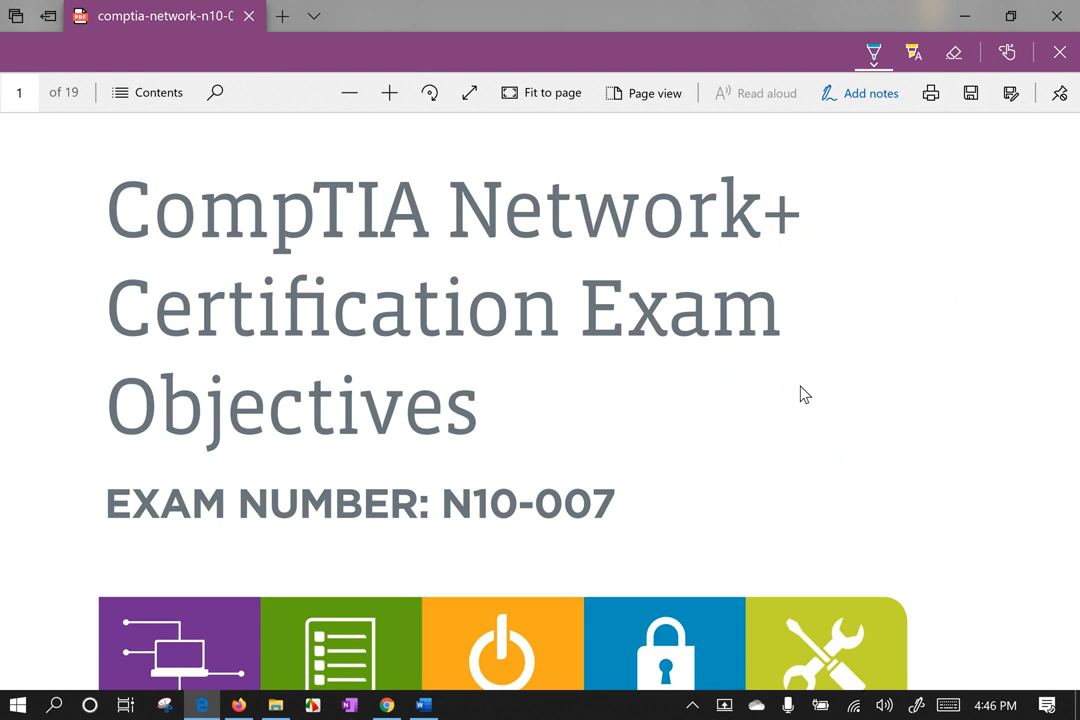 comptia-network-n10-0
1 of 19 Contents Fit to page Page view Read aloud Add notes
CompTIA Network+
Certification Exam
Objectives
EXAM NUMBER: N10-007
4:46 PM